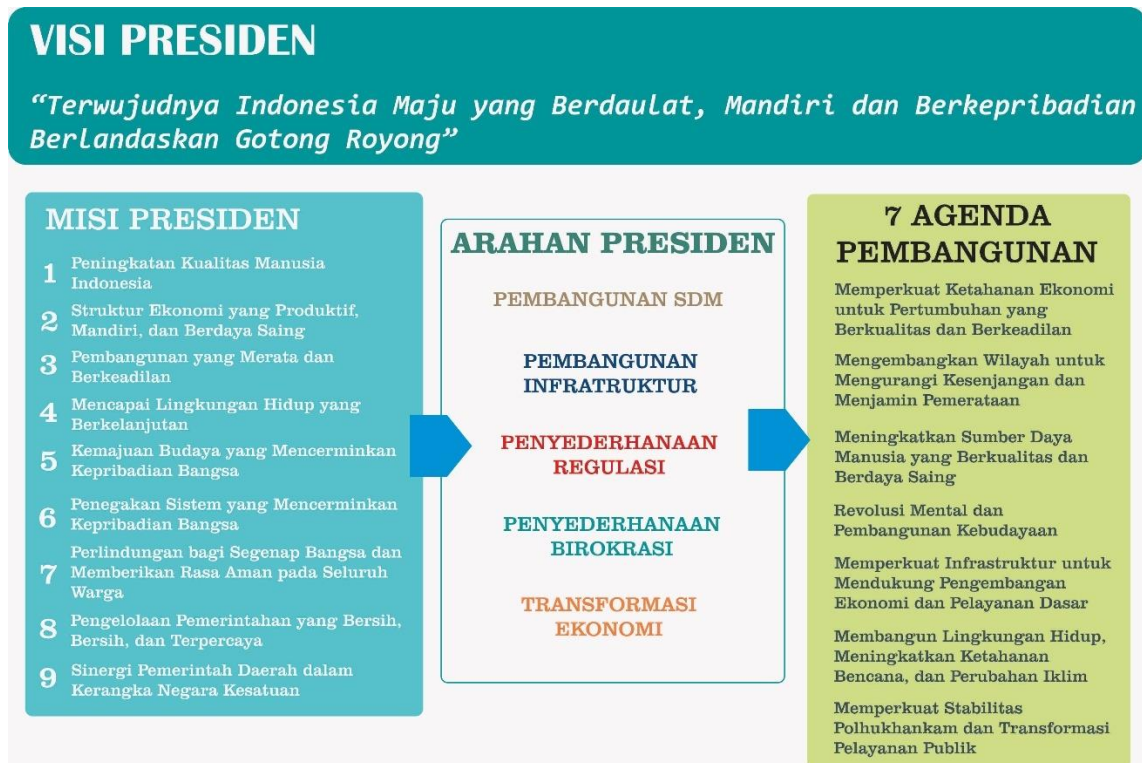 VISI PRESIDEN
“Terwujudnya Indonesia Maju yang Berdaulat, Mandiri dan Berkepribadian
Berlandaskan Gotong Royong”
MISI PRESIDEN
1 Peningkatan Kualitas Manusia
Indonesia
2 Struktur Ekonomi yang Produktif,
Mandiri, dan Berdaya Saing
3 Pembangunan yang Merata dan
Berkeadilan
4 Mencapai Lingkungan Hidup yang
Berkelanjutan
5 Kemajuan Budaya yang Mencerminkan
Kepribadian Bangsa
6 Penegakan Sistem yang Mencerminkan
Kepribadian Bangsa
7 Perlindungan bagi Segenap Bangsa dan
Memberikan Rasa Aman pada Seluruh
Warga
8 Pengelolaan Pemerintahan yang Bersih,
Bersih, dan Terpercaya
9 Sinergi Pemerintah Daerah dalam
Kerangka Negara Kesatuan
ARAHAN PRESIDEN
PEMBANGUNAN SDM
PEMBANGUNAN
INFRATRUKTUR
PENYEDERHANAAN
REGULASI
PENYEDERHANAAN
BIROKRASI
TRANSFORMASI
EKONOMI
7 AGENDA
PEMBANGUNAN
Memperkuat Ketahanan Ekonomi
untuk Pertumbuhan yang
Berkualitas dan Berkeadilan
Mengembangkan Wilayah untuk
Mengurangi Kesenjangan dan
Menjamin Pemerataan
Meningkatkan Sumber Daya
Manusia yang Berkualitas dan
Berdaya Saing
Revolusi Mental dan
Pembangunan Kebudayaan
Memperkuat Infrastruktur untuk
Mendukung Pengembangan
Ekonomi dan Pelayanan Dasar
Membangun Lingkungan Hidup,
Meningkatkan Ketahanan
Bencana, dan Perubahan Iklim
Memperkuat Stabilitas
Polhukhankam dan Transformasi
Pelayanan Publik